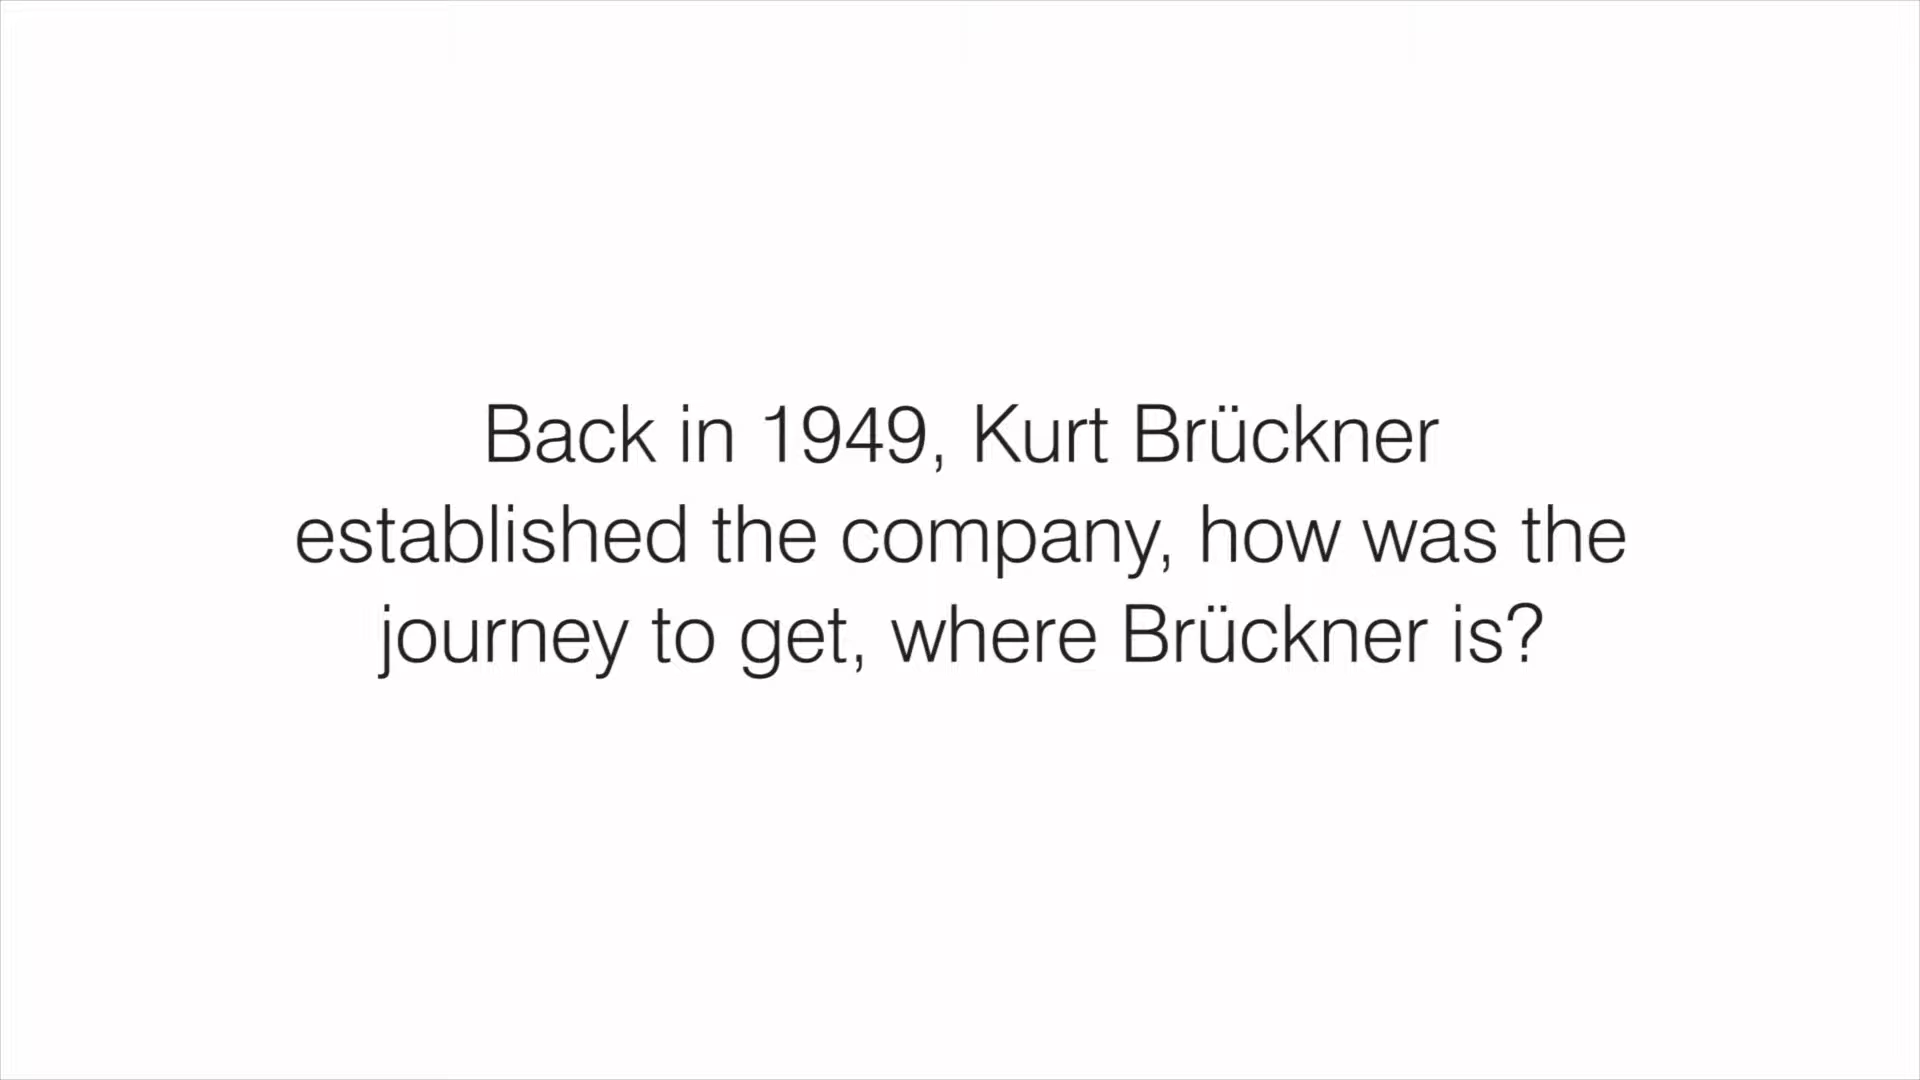 Back in 1949, Kurt Brückner
established the company, how was the
journey to get, where Brückner is?